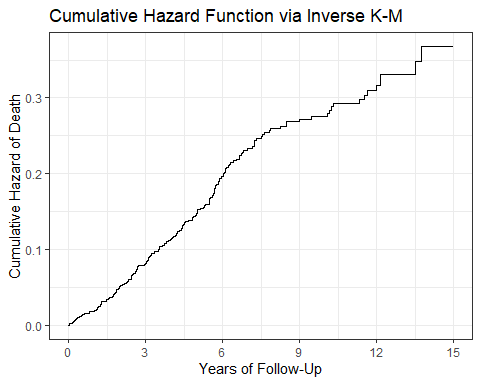 Cumulative Hazard Function via Inverse K-M
Cumulative Hazard of Death
0.3
0.2
0.1
0.0
0 3 6 9 12 15
Years of Follow-Up